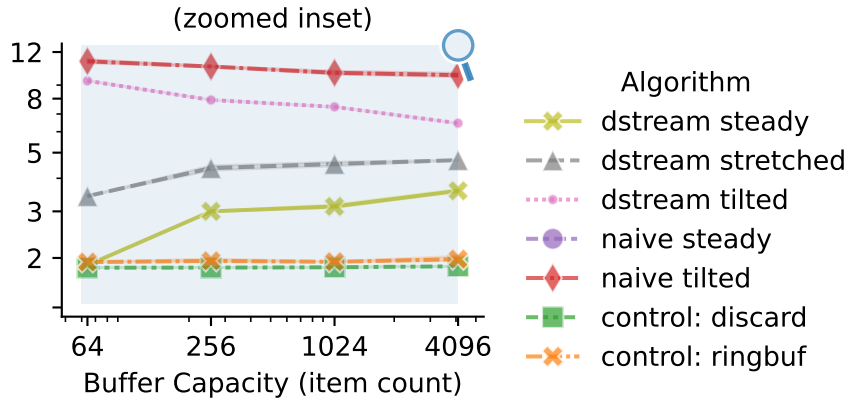 (zoomed inset)
12
8
5
3
2
64 256 1024 4096
Buffer Capacity (item count)
Algorithm
dstream steady
dstream stretched
dstream tilted
naive steady
naive tilted
control: discard
control: ringbuf